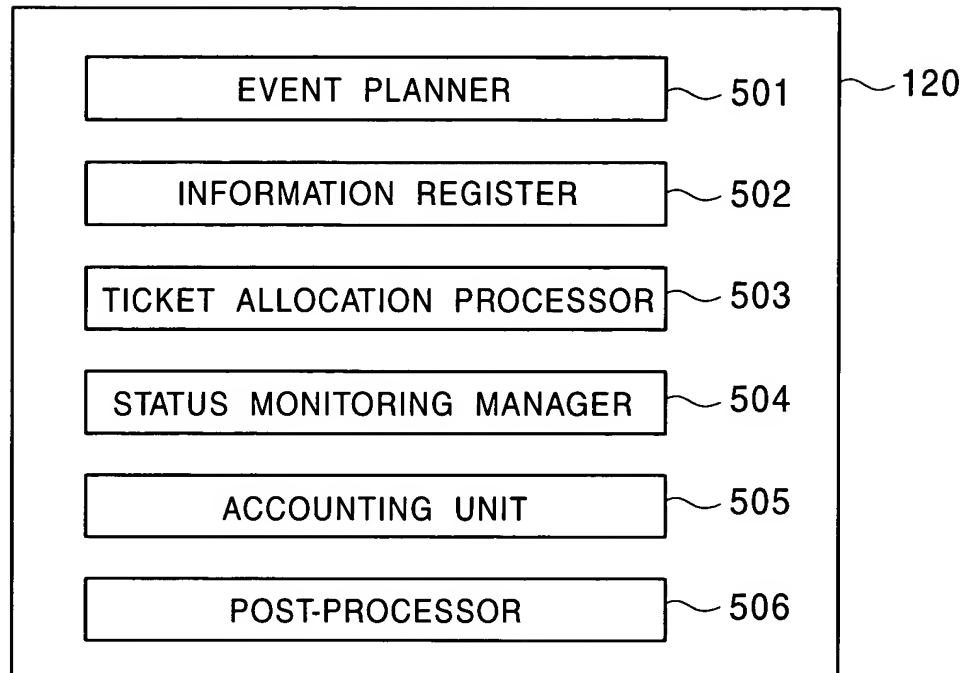 EVENT PLANNER 501 120
INFORMATION REGISTER 502
TICKET ALLOCATION PROCESSOR 503
STATUS MONITORING MANAGER 504
ACCOUNTING UNIT 505
POST-PROCESSOR 506